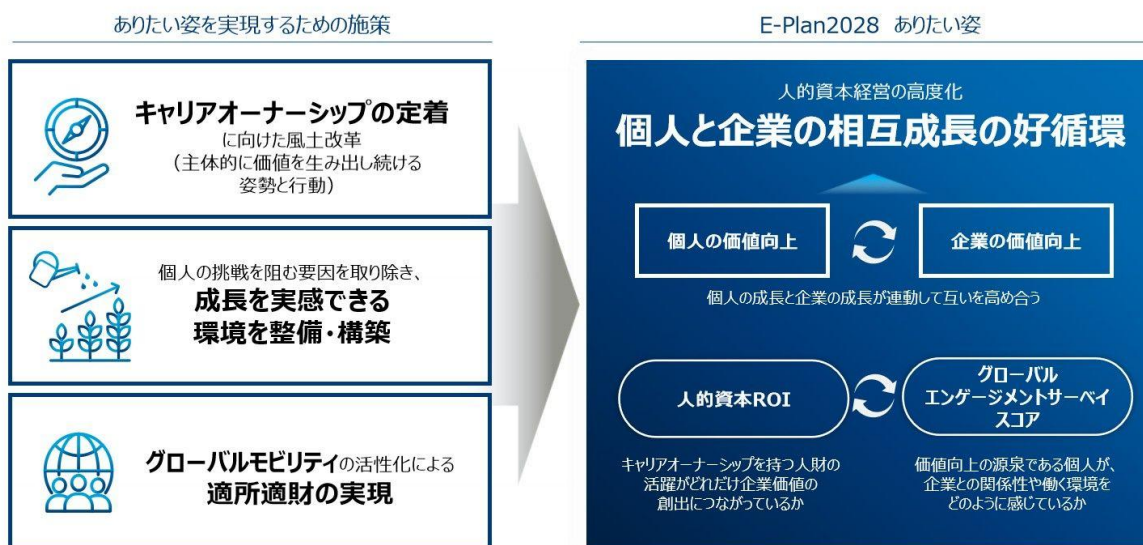 ありたい姿を実現するための施策
キャリアオーナーシップの定着
に向けた風土改革
（主体的に価値を生み出し続ける
姿勢と行動）
個人の挑戦を阻む要因を取り除き、
成長を実感できる
環境を整備・構築
グローバルモビリティの活性化による
適所適財の実現
E-Plan2028 ありたい姿
人的資本経営の高度化
個人と企業の相互成長の好循環
個人の価値向上
企業の価値向上
個人の成長と企業の成長が連動して互いを高め合う
人的資本ROI
グローバル
エンゲージメントサーベイ
スコア
キャリアオーナーシップを持つ人財の
活躍がどれだけ企業価値の
創出につながっているか
価値向上の源泉である個人が、
企業との関係性や働く環境を
どのように感じているか